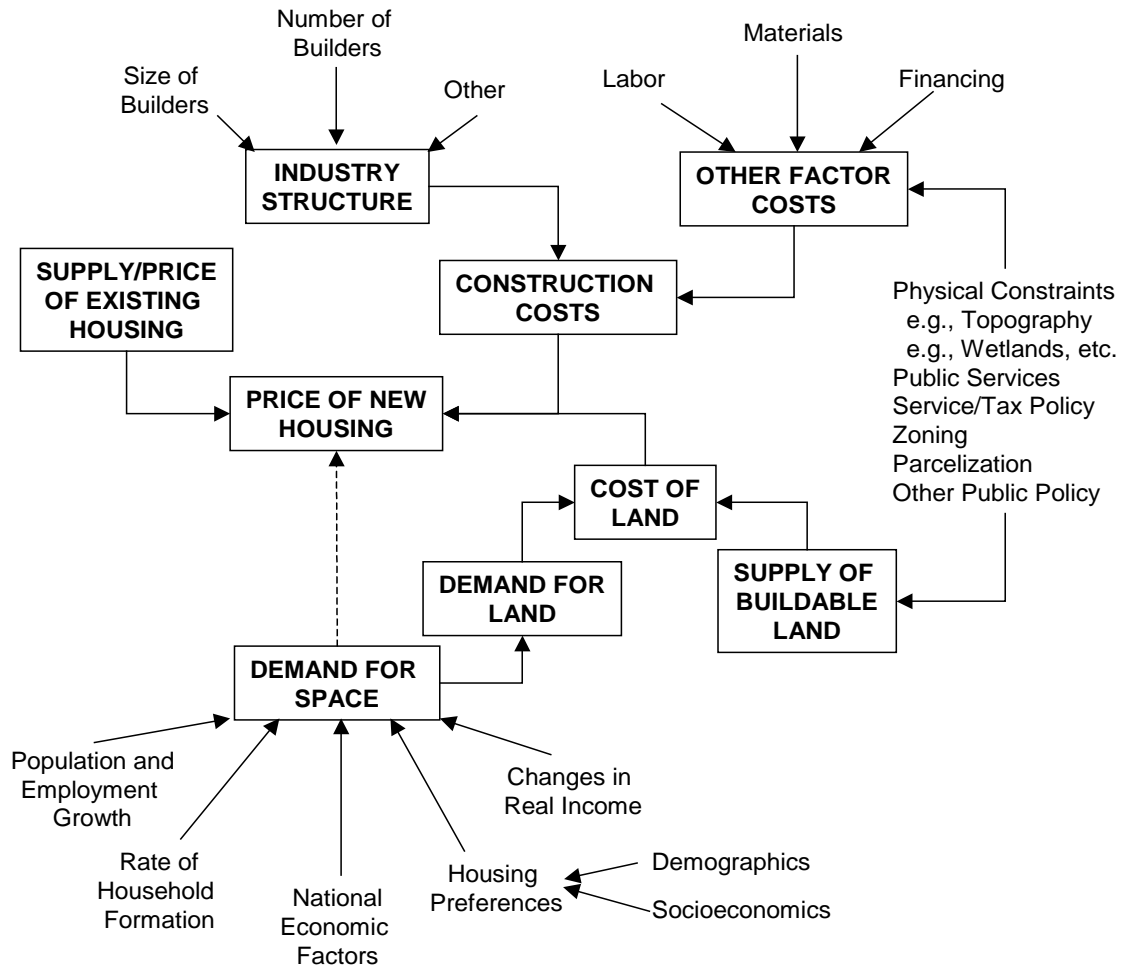 Number of
Builders
Size of
Builders
Other
Materials
Labor
Financing
INDUSTRY
STRUCTURE
OTHER FACTOR
COSTS
SUPPLY/PRICE
OF EXISTING
HOUSING
CONSTRUCTION
COSTS
Physical Constraints
e.g., Topography
e.g., Wetlands, etc.
Public Services
Service/Tax Policy
Zoning
Parcelization
Other Public Policy
PRICE OF NEW
HOUSING
COST OF
LAND
DEMAND FOR
LAND
SUPPLY OF
BUILDABLE
LAND
DEMAND FOR
SPACE
Population and
Employment
Growth
Rate of
Household
Formation
National
Economic
Factors
Housing
Preferences
Changes in
Real Income
Demographics
Socioeconomics